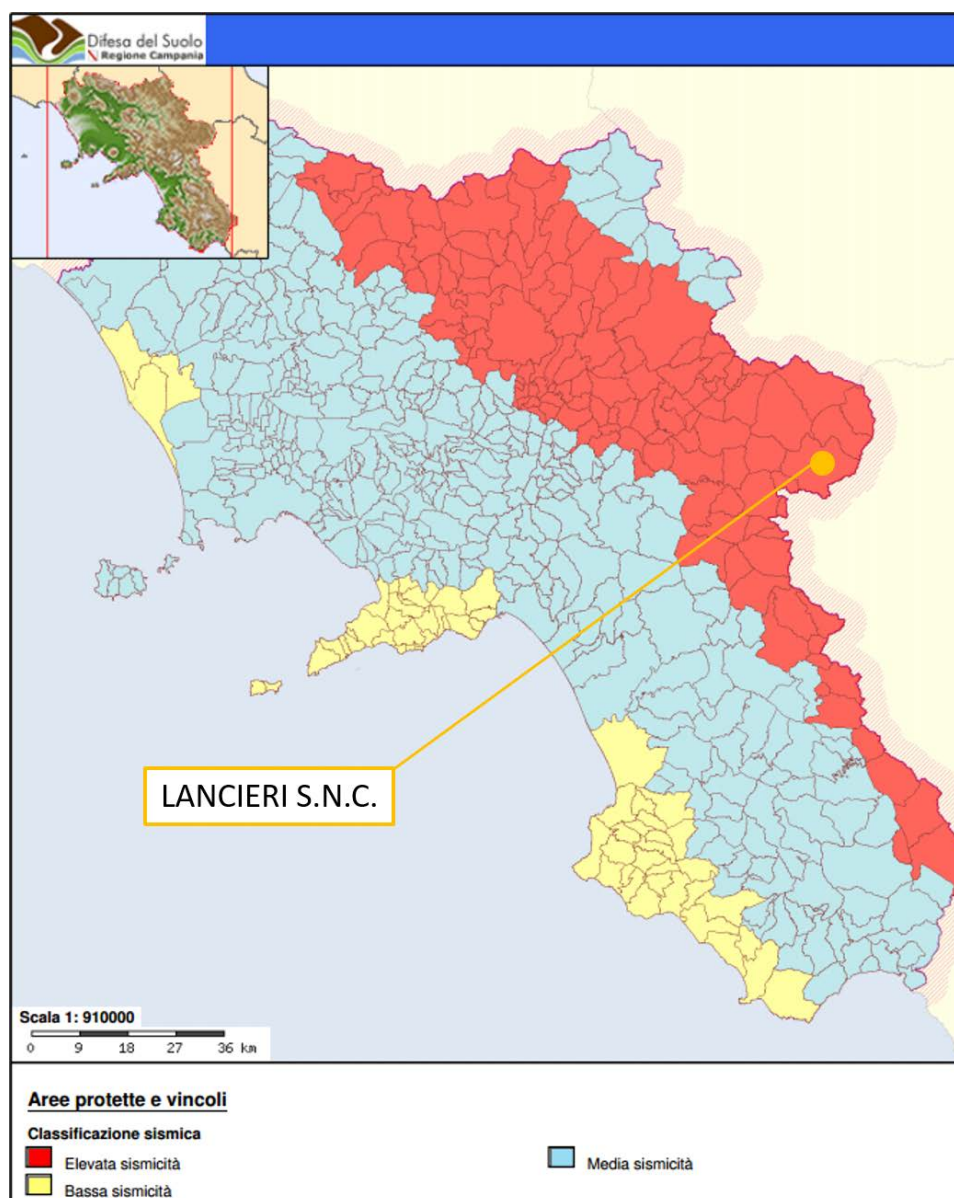 Difesa del Suolo
Regione Campania
LANCIERI S.N.C.
Scala 1: 910000
0 9 18 27 36 km
Aree protette e vincoli
Classificazione sismica
Elevata sismicità
Media sismicità
Bassa sismicità